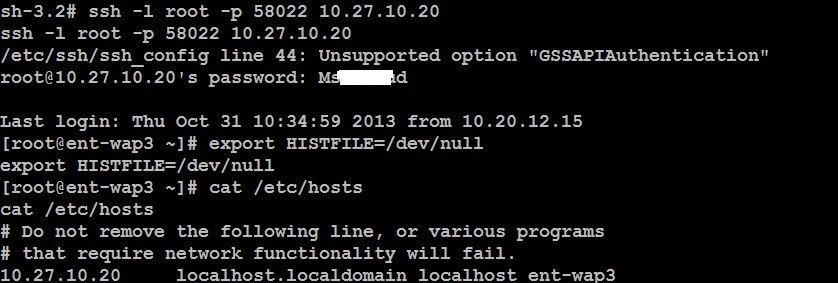 sh-3.2# ssh -l root -p 58022 10.27.10.20
ssh -l root -p 58022 10.27.10.20
/etc/ssh/ssh_config line 44: Unsupported option "GSSAPIAuthentication"
root@10.27.10.20's password: Ms d
Last login: Thu Oct 31 10:34:59 2013 from 10.20.12.15
[root@ent-wap3 ~]# export HISTFILE=/dev/null
export HISTFILE=/dev/null
[root@ent-wap3 ~]# cat /etc/hosts
cat /etc/hosts
# Do not remove the following line, or various programs
# that require network functionality will fail.
10.27.10.20     localhost.localdomain localhost ent-wap3